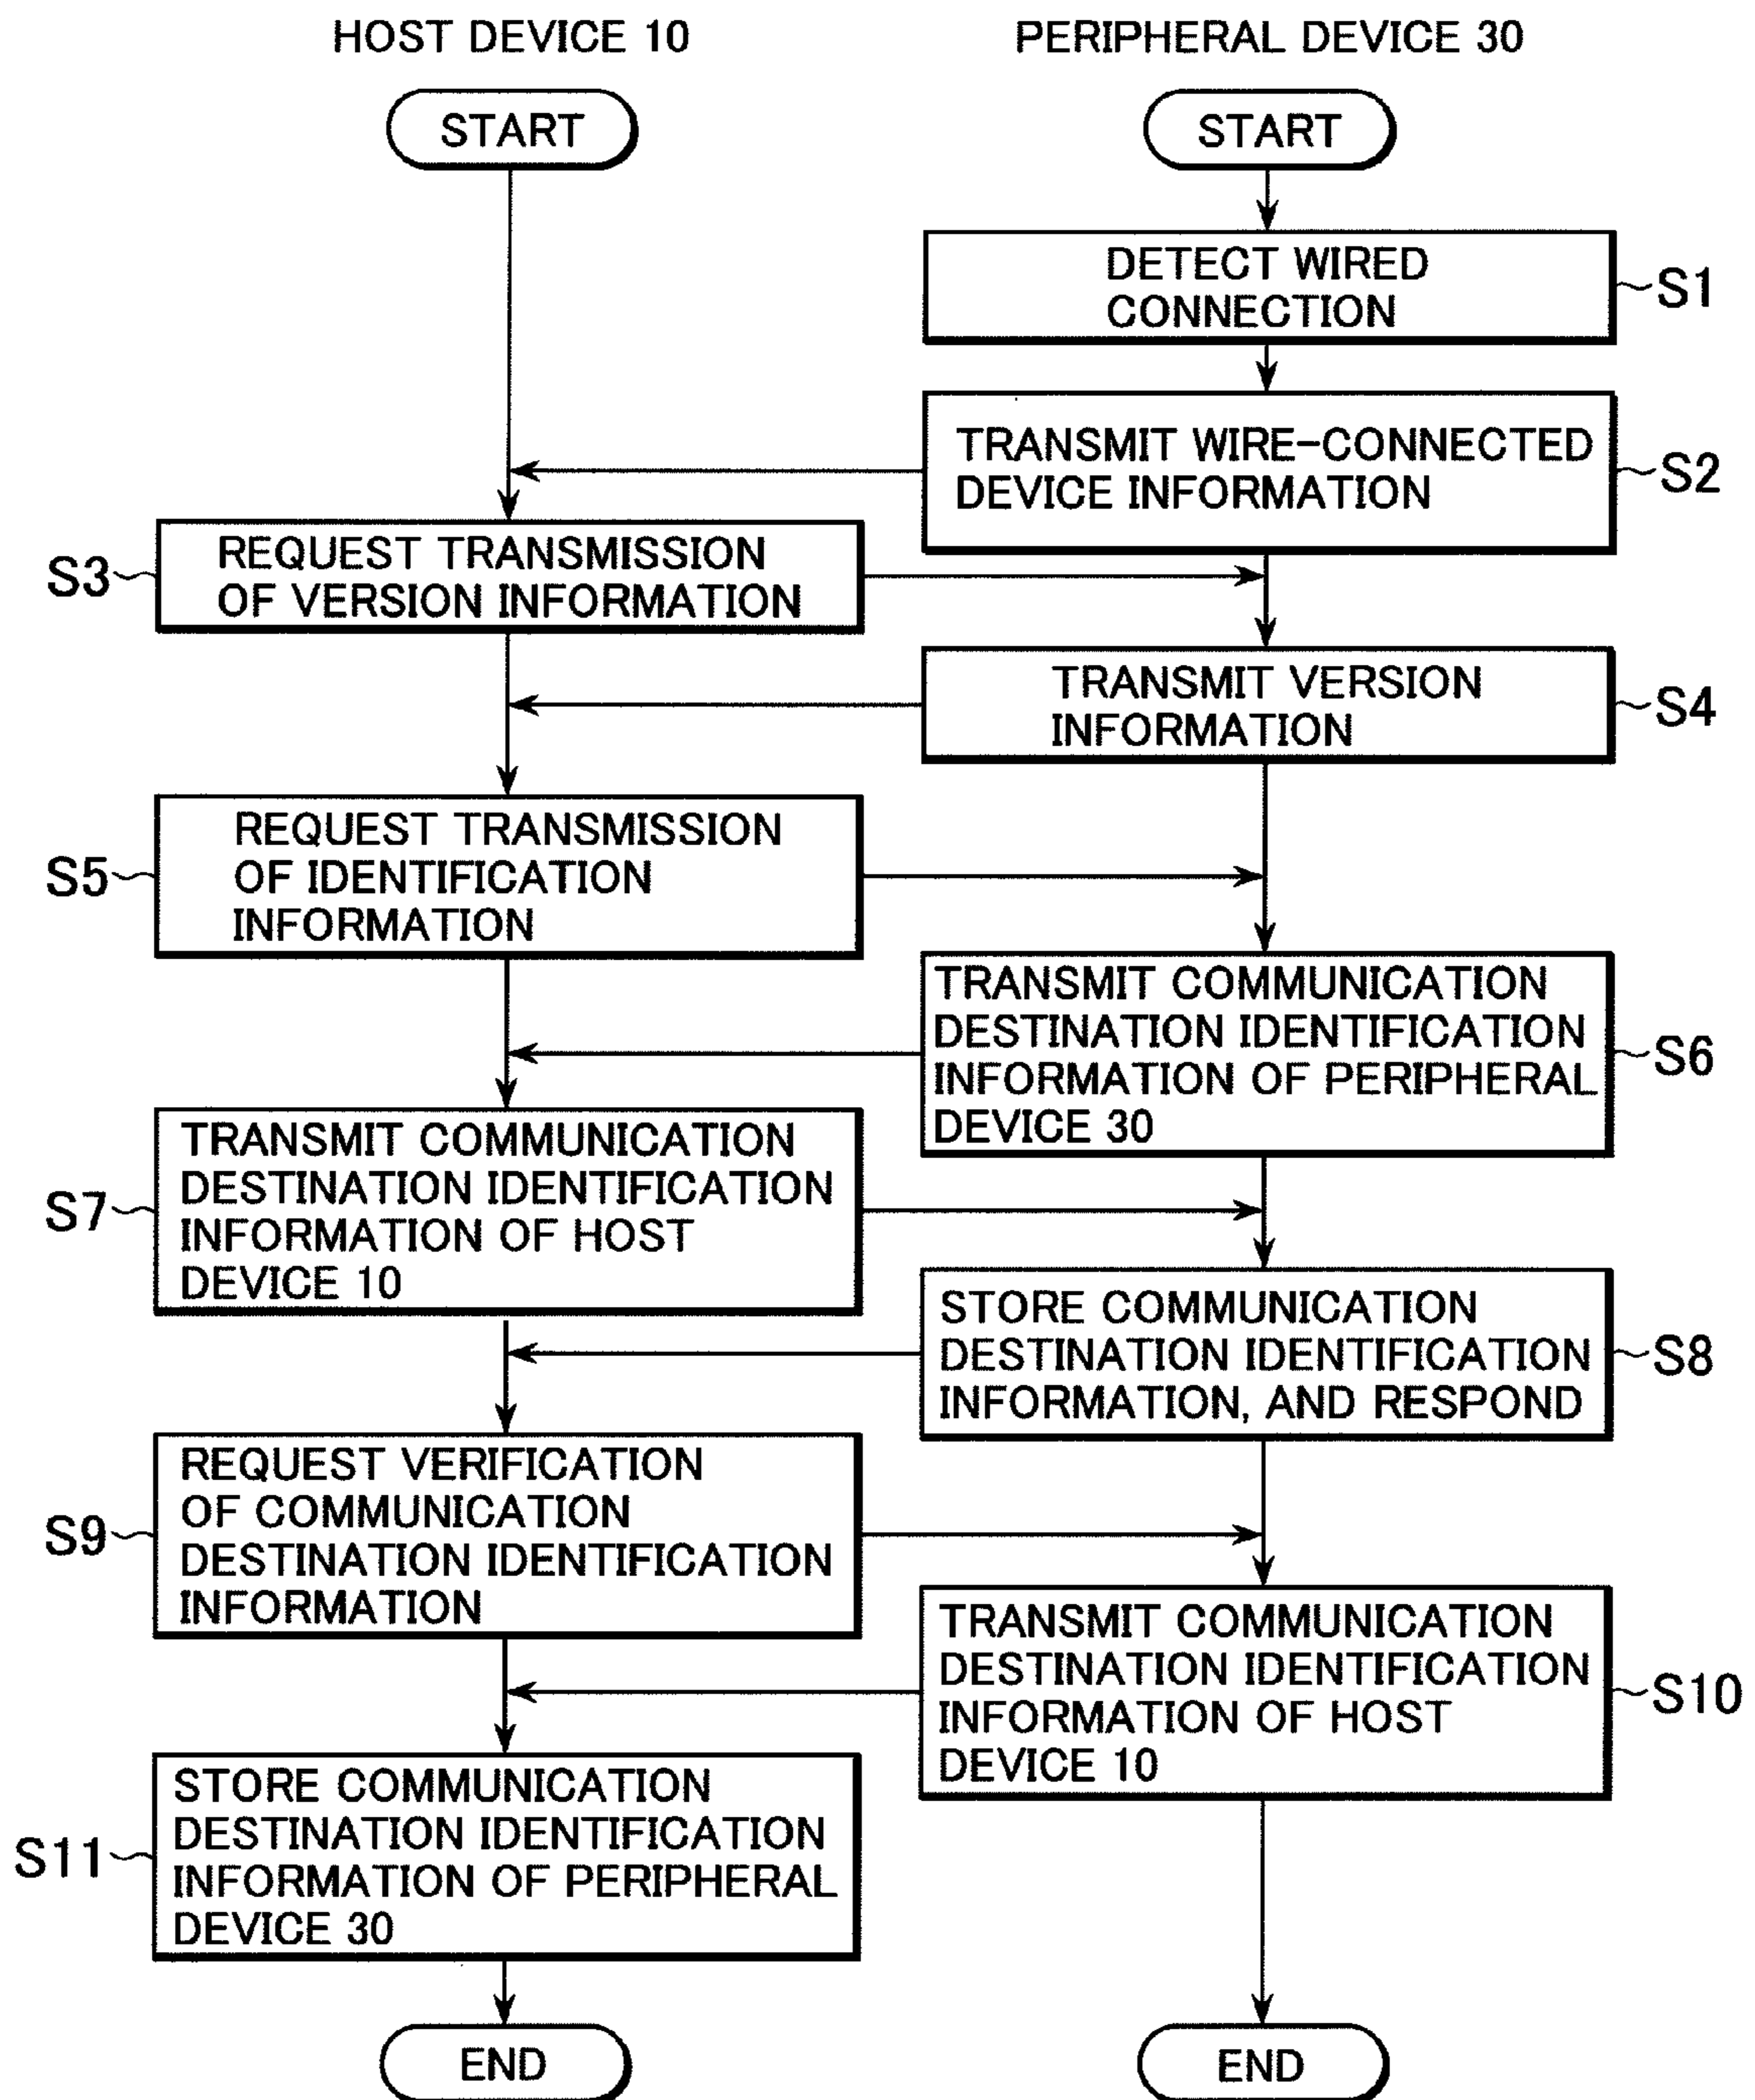 HOST DEVICE 10
PERIPHERAL DEVICE 30
START
START
DETECT WIRED
CONNECTION
S1
TRANSMIT WIRE-CONNECTED
DEVICE INFORMATION
S2
S3
REQUEST TRANSMISSION
OF VERSION INFORMATION
TRANSMIT VERSION
INFORMATION
S4
S5
REQUEST TRANSMISSION
OF IDENTIFICATION
INFORMATION
TRANSMIT COMMUNICATION
DESTINATION IDENTIFICATION
INFORMATION OF PERIPHERAL
DEVICE 30
S6
S7
TRANSMIT COMMUNICATION
DESTINATION IDENTIFICATION
INFORMATION OF HOST
DEVICE 10
STORE COMMUNICATION
DESTINATION IDENTIFICATION
INFORMATION, AND RESPOND
S8
S9
REQUEST VERIFICATION
OF COMMUNICATION
DESTINATION IDENTIFICATION
INFORMATION
TRANSMIT COMMUNICATION
DESTINATION IDENTIFICATION
INFORMATION OF HOST
DEVICE 10
S10
S11
STORE COMMUNICATION
DESTINATION IDENTIFICATION
INFORMATION OF PERIPHERAL
DEVICE 30
END
END